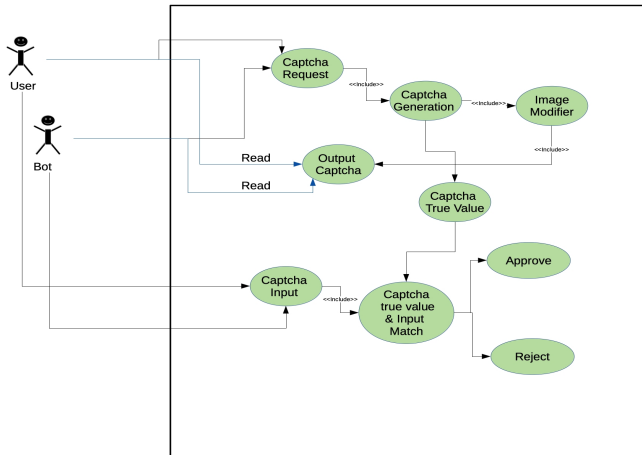 User
Bot
Captcha
Request
<<Include>>
Captcha
Generation
<<Include>>
Image
Modifier
<<Include>>
Read
Read
Output
Captcha
Captcha
True Value
Captcha
Input
<<Include>>
Captcha
true value
& Input
Match
Approve
Reject